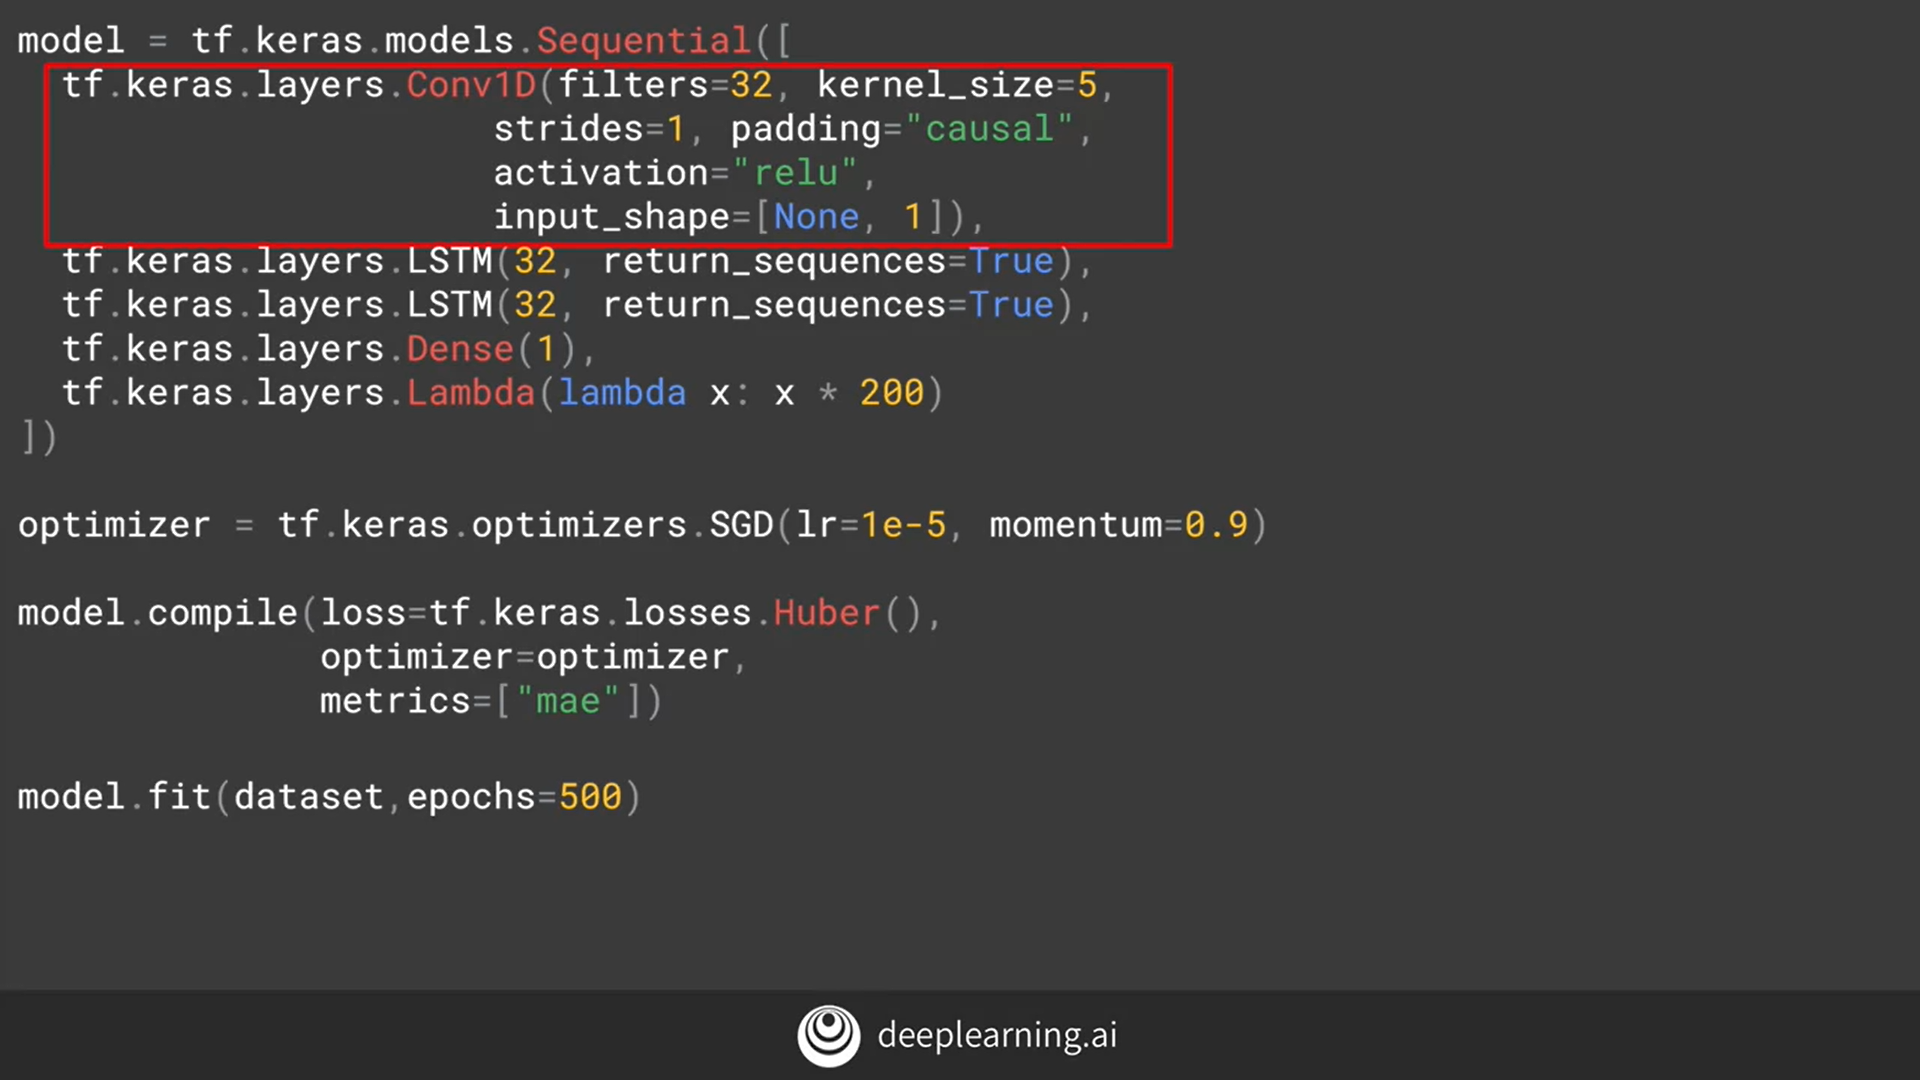 model = tf.keras.models.Sequential([
  tf.keras.layers.Conv1D(filters=32, kernel_size=5,
                      strides=1, padding="causal",
                      activation="relu",
                      input_shape=[None, 1]),
  tf.keras.layers.LSTM(32, return_sequences=True),
  tf.keras.layers.LSTM(32, return_sequences=True),
  tf.keras.layers.Dense(1),
  tf.keras.layers.Lambda(lambda x: x * 200)
])
optimizer = tf.keras.optimizers.SGD(lr=1e-5, momentum=0.9)
model.compile(loss=tf.keras.losses.Huber(),
              optimizer=optimizer,
              metrics=["mae"])
model.fit(dataset,epochs=500)
deeplearning.ai